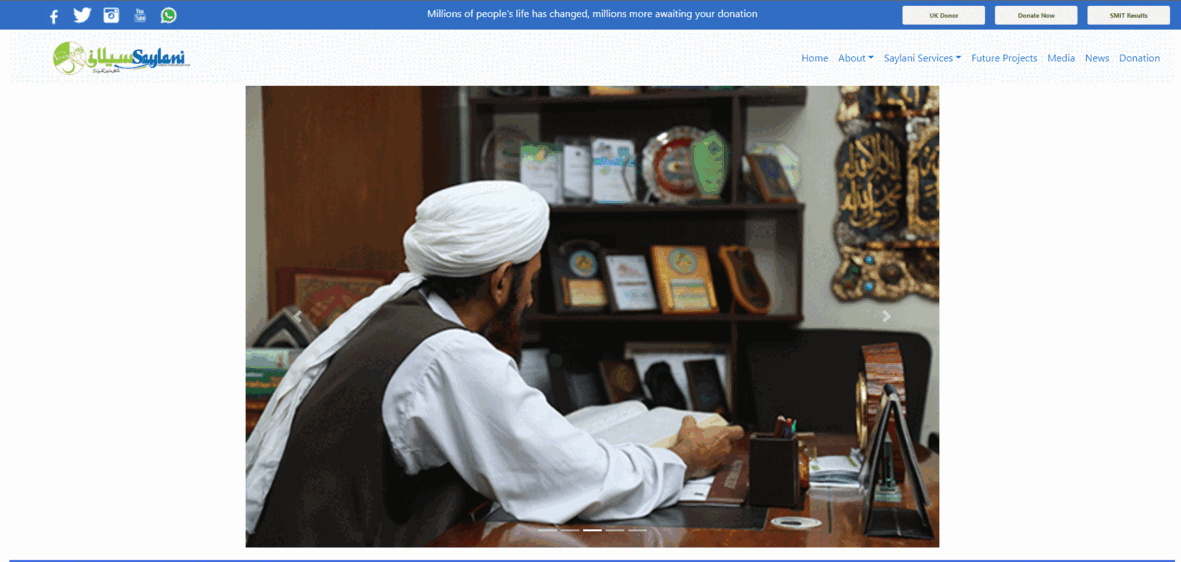 Millions of people's life has changed, millions more awaiting your donation
UK Donor
Donate Now
SMIT Results
You
سیلانی Saylani
Home
About
Saylani Services
Future Projects
Media
News
Donation